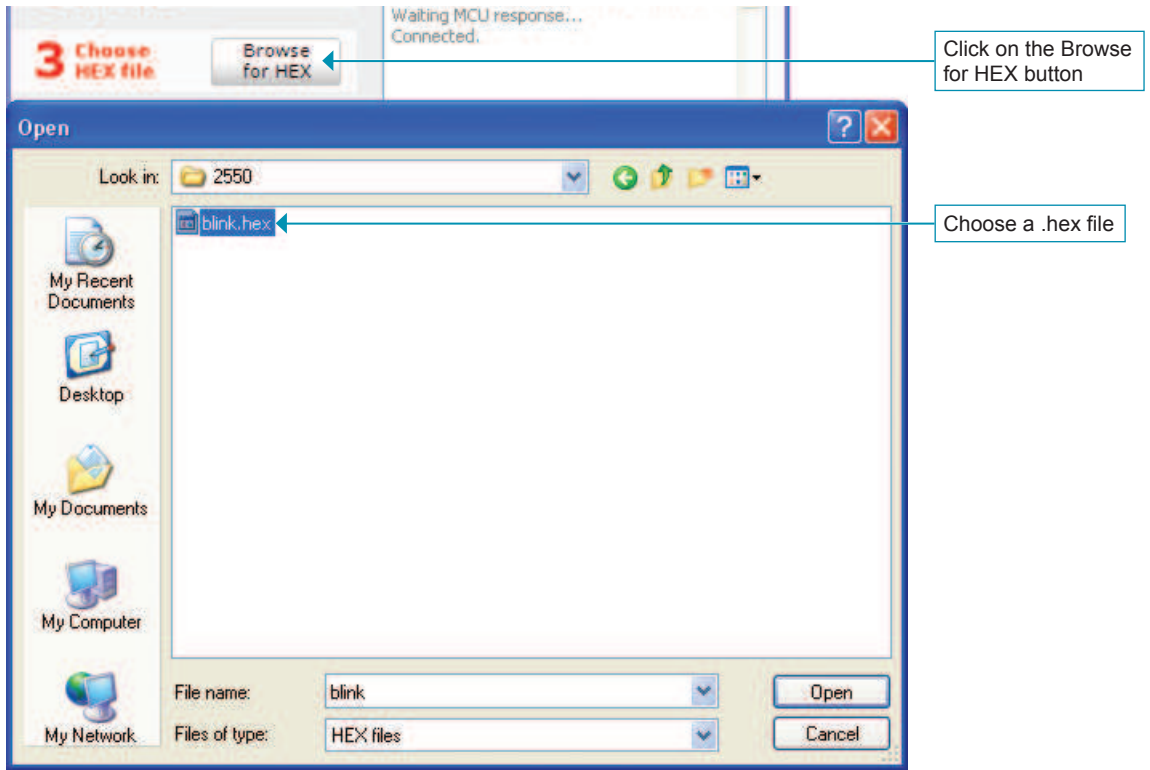 Waiting MCU response...
Connected.
3 Choose
HEX file
Browse
for HEX
Click on the Browse
for HEX button
Open
Look in:
2550
blink.hex
Choose a .hex file
My Recent
Documents
Desktop
My Documents
My Computer
My Network
File name:
blink
Open
Files of type:
HEX files
Cancel